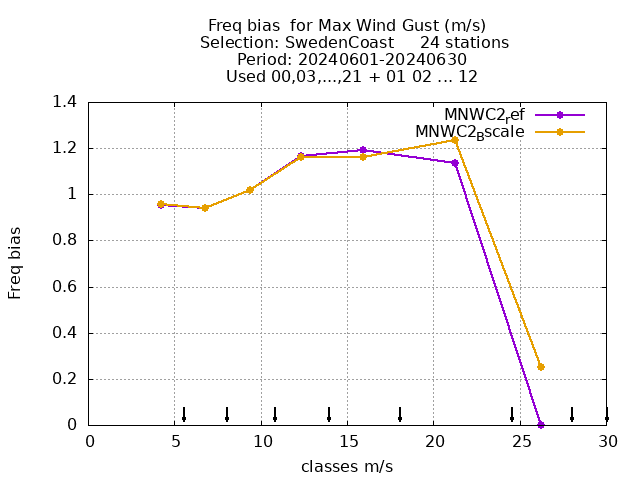 Freq bias  for Max Wind Gust (m/s)
Selection: SwedenCoast     24 stations
Period: 20240601-20240630
Used 00,03,...,21 + 01 02 ... 12
MNWC2ref
MNWC2Bscale
1.4
1.2
1
0.8
0.6
0.4
0.2
0
Freq bias
0 5 10 15 20 25 30
classes m/s